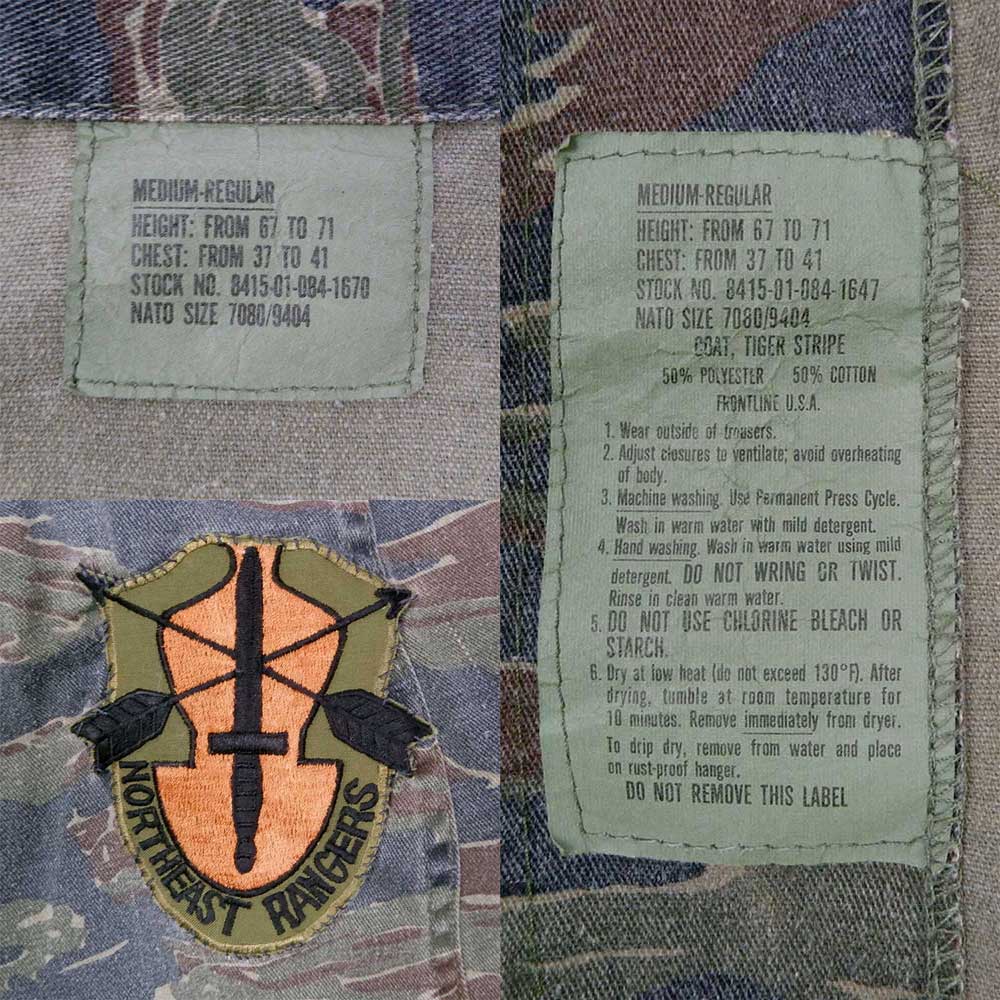 MEDIUM-REGULAR
HEIGHT: FROM 67 TO 71
CHEST: FROM 37 TO 41
STOCK NO. 8415-01-084-1670
NATO SIZE 7080/9404
MEDIUM-REGULAR
HEIGHT: FROM 67 TO 71
CHEST: FROM 37 TO 41
STOCK NO. 8415-01-084-1647
NATO SIZE 7080/9404
COAT, TIGER STRIPE
50% POLYESTER 50% COTTON
FRONTLINE U.S.A.
1. Wear outside of trousers.
2. Adjust closures to ventilate; avoid overheating
of body.
3. Machine washing. Use Permanent Press Cycle.
Wash in warm water with mild detergent.
4. Hand washing. Wash in warm water using mild
detergent. DO NOT WRING OR TWIST.
Rinse in clean warm water.
5. DO NOT USE CHLORINE BLEACH OR
STARCH.
6. Dry at low heat (do not exceed 130°F). After
drying, tumble at room temperature for
10 minutes. Remove immediately from dryer.
To drip dry, remove from water and place
on rust-proof hanger.
DO NOT REMOVE THIS LABEL
NORTHEAST RANGERS